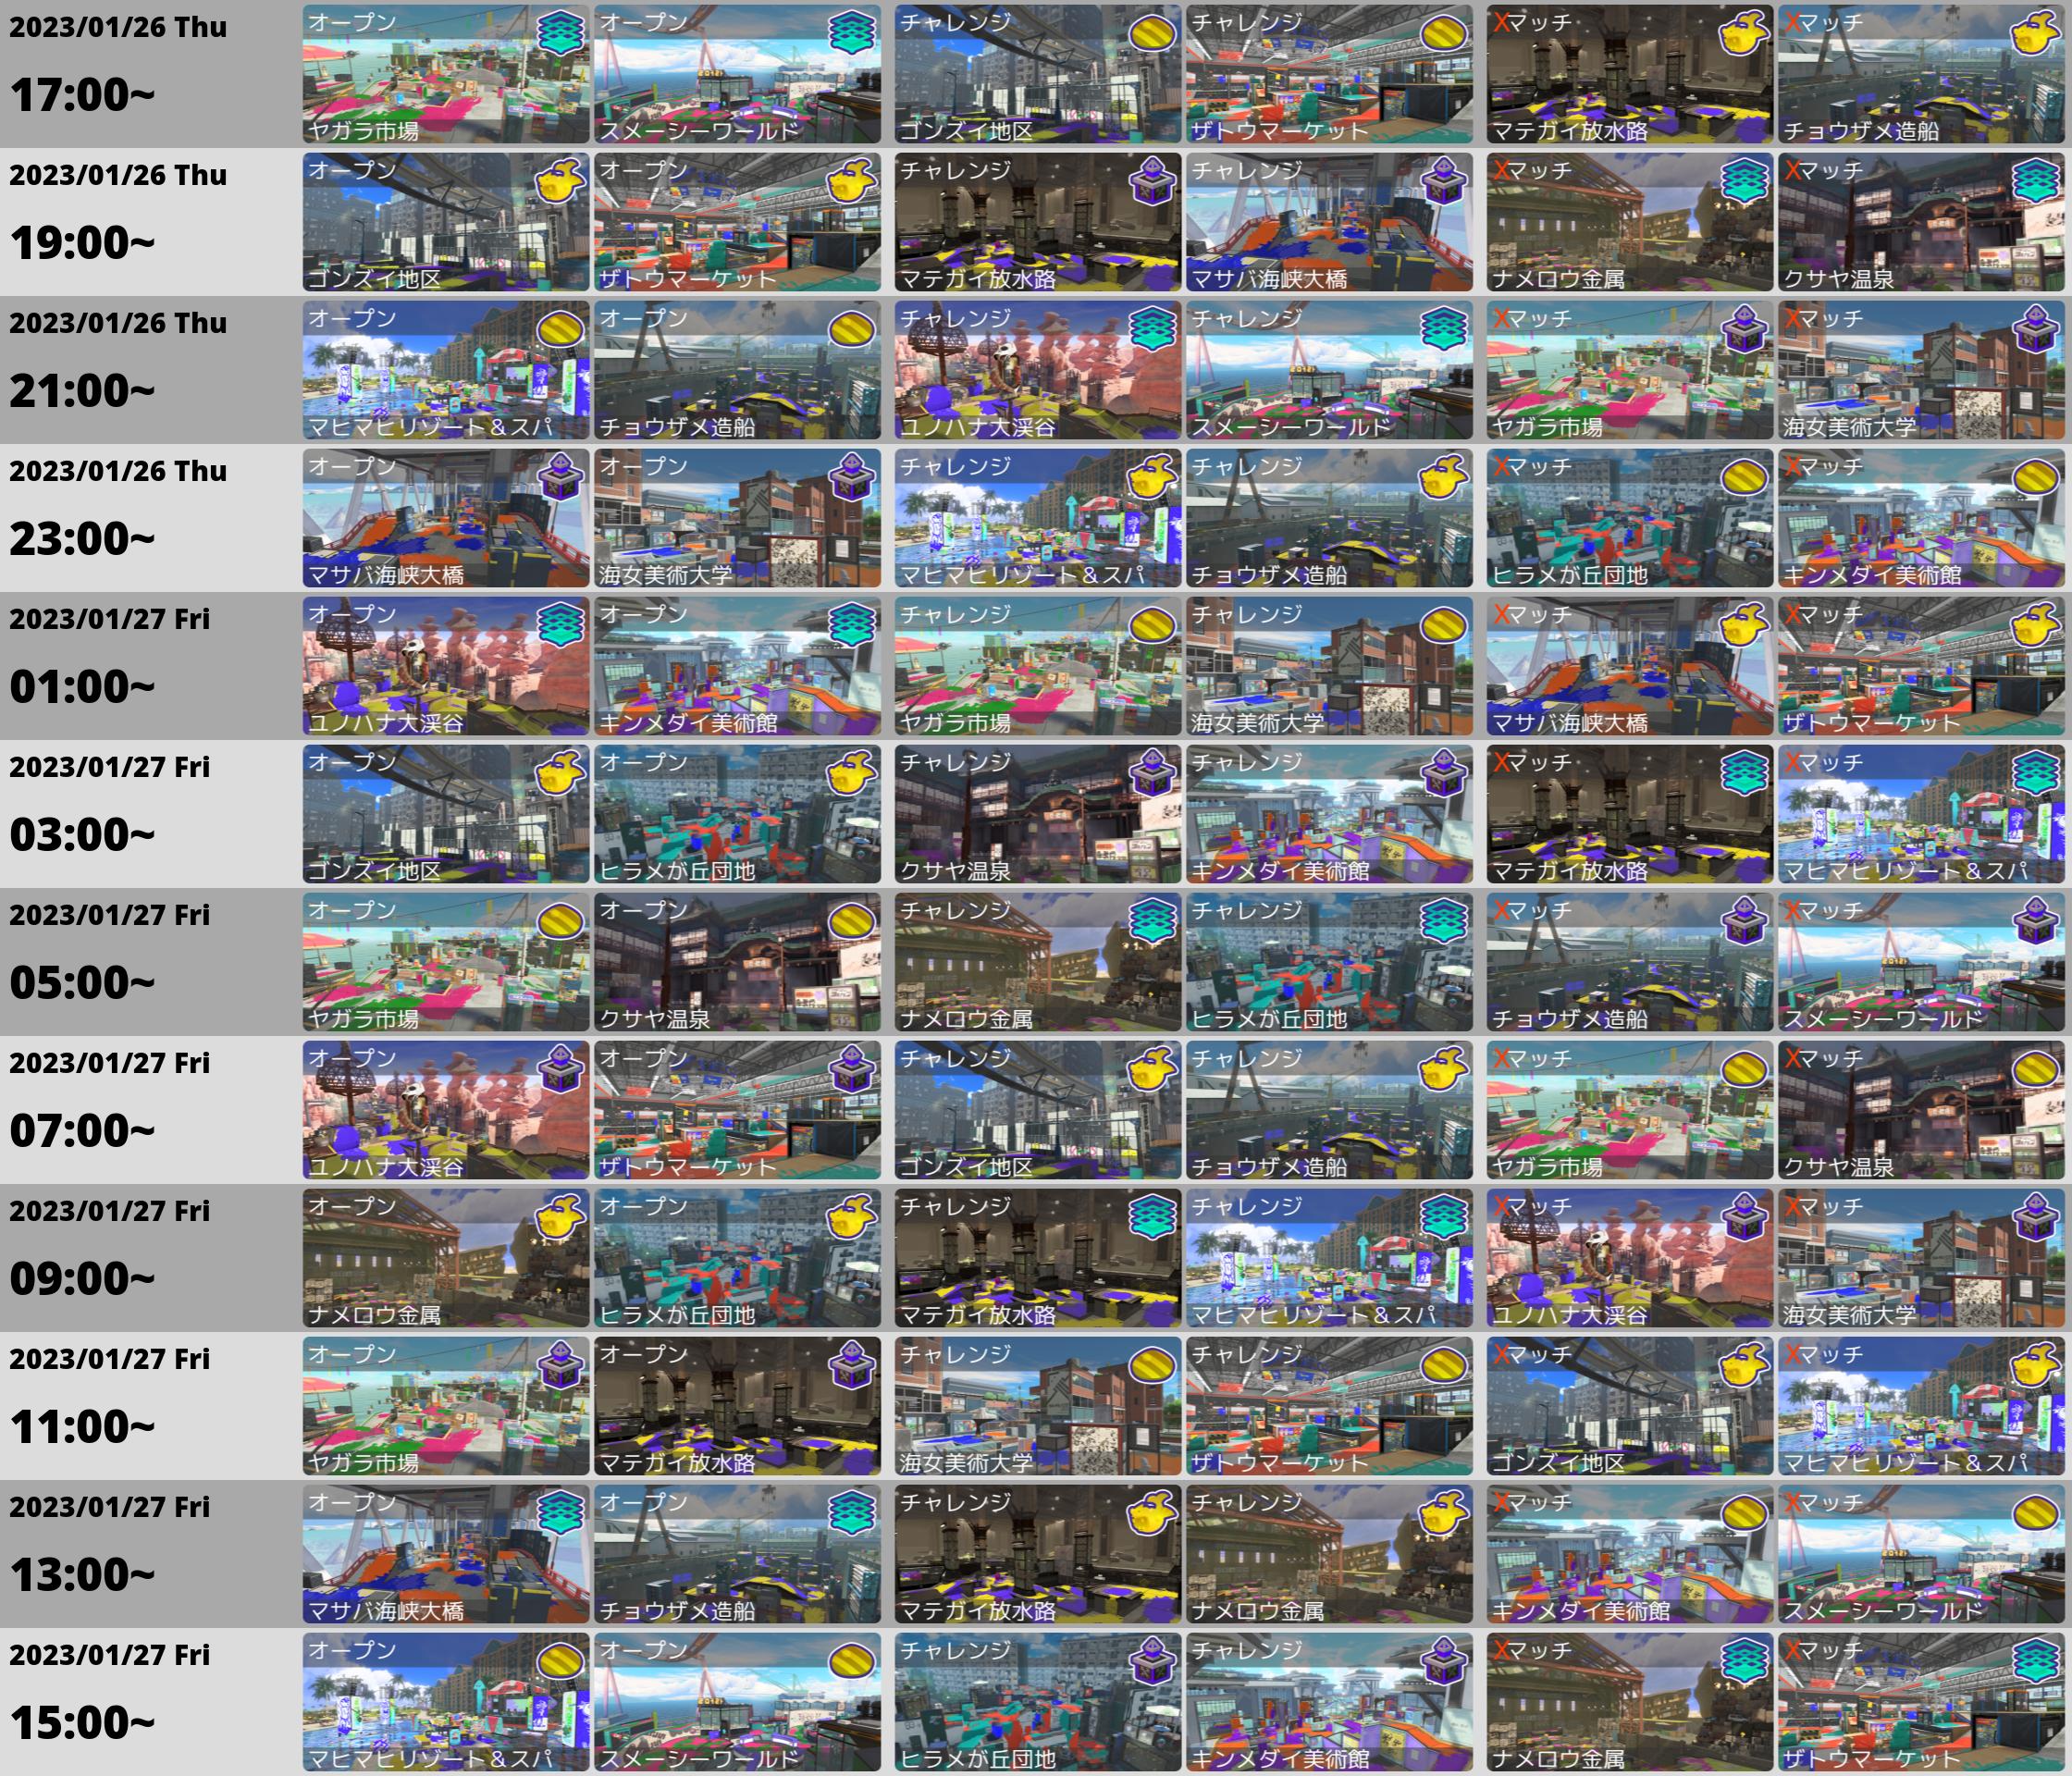 2023/01/26 Thu
17:00~
オープン オープン チャレンジ チャレンジ Xマッチ Xマッチ
ヤガラ市場 スメーシーワールド ゴンズイ地区 ザトウマーケット マテガイ放水路 チョウザメ造船
2023/01/26 Thu
19:00~
オープン オープン チャレンジ チャレンジ Xマッチ Xマッチ
ゴンズイ地区 ザトウマーケット マテガイ放水路 マサバ海峡大橋 ナメロウ金属 クサヤ温泉
2023/01/26 Thu
21:00~
オープン オープン チャレンジ チャレンジ Xマッチ Xマッチ
マヒマヒリゾート＆スパ チョウザメ造船 ユノハナ大渓谷 スメーシーワールド ヤガラ市場 海女美術大学
2023/01/26 Thu
23:00~
オープン オープン チャレンジ チャレンジ Xマッチ Xマッチ
マサバ海峡大橋 海女美術大学 マヒマヒリゾート＆スパ チョウザメ造船 ヒラメが丘団地 キンメダイ美術館
2023/01/27 Fri
01:00~
オープン オープン チャレンジ チャレンジ Xマッチ Xマッチ
ユノハナ大渓谷 キンメダイ美術館 ヤガラ市場 海女美術大学 マサバ海峡大橋 ザトウマーケット
2023/01/27 Fri
03:00~
オープン オープン チャレンジ チャレンジ Xマッチ Xマッチ
ゴンズイ地区 ヒラメが丘団地 クサヤ温泉 キンメダイ美術館 マテガイ放水路 マヒマヒリゾート＆スパ
2023/01/27 Fri
05:00~
オープン オープン チャレンジ チャレンジ Xマッチ Xマッチ
ヤガラ市場 クサヤ温泉 ナメロウ金属 ヒラメが丘団地 チョウザメ造船 スメーシーワールド
2023/01/27 Fri
07:00~
オープン オープン チャレンジ チャレンジ Xマッチ Xマッチ
ユノハナ大渓谷 ザトウマーケット ゴンズイ地区 チョウザメ造船 ヤガラ市場 クサヤ温泉
2023/01/27 Fri
09:00~
オープン オープン チャレンジ チャレンジ Xマッチ Xマッチ
ナメロウ金属 ヒラメが丘団地 マテガイ放水路 マヒマヒリゾート＆スパ ユノハナ大渓谷 海女美術大学
2023/01/27 Fri
11:00~
オープン オープン チャレンジ チャレンジ Xマッチ Xマッチ
ヤガラ市場 マテガイ放水路 海女美術大学 ザトウマーケット ゴンズイ地区 マヒマヒリゾート＆スパ
2023/01/27 Fri
13:00~
オープン オープン チャレンジ チャレンジ Xマッチ Xマッチ
マサバ海峡大橋 チョウザメ造船 マテガイ放水路 ナメロウ金属 キンメダイ美術館 スメーシーワールド
2023/01/27 Fri
15:00~
オープン オープン チャレンジ チャレンジ Xマッチ Xマッチ
マヒマヒリゾート＆スパ スメーシーワールド ヒラメが丘団地 キンメダイ美術館 ナメロウ金属 ザトウマーケット